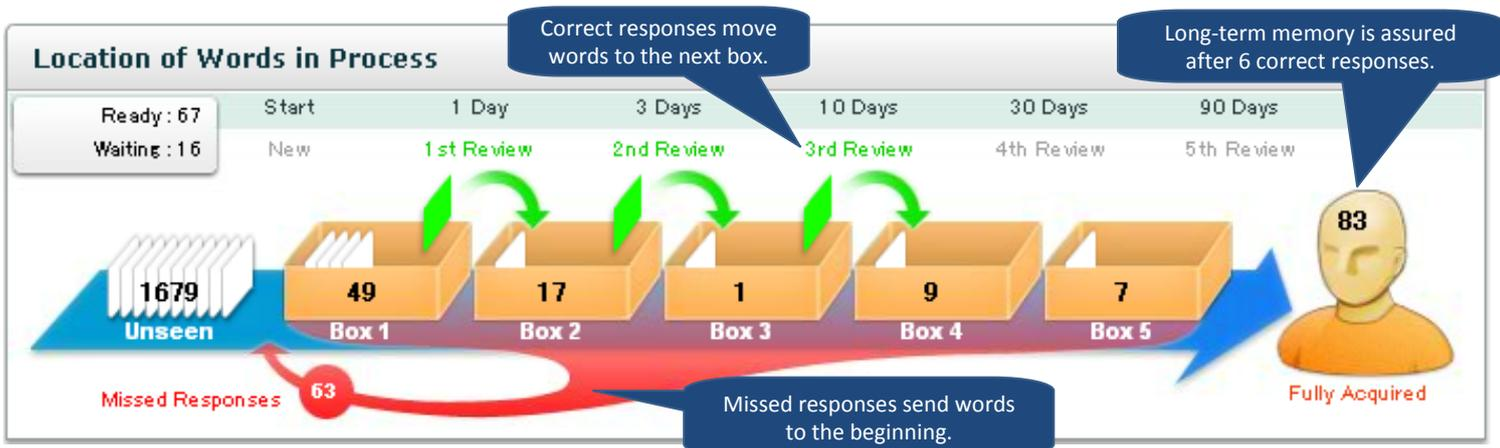 Correct responses move
words to the next box.
Long-term memory is assured
after 6 correct responses.
Location of Words in Process
Ready : 67
Waiting : 16
Start 1 Day 3 Days 10 Days 30 Days 90 Days
New 1st Review 2nd Review 3rd Review 4th Review 5th Review
83
1679 49 17 1 9 7
Unseen Box 1 Box 2 Box 3 Box 4 Box 5
Missed Responses 63
Fully Acquired
Missed responses send words
to the beginning.